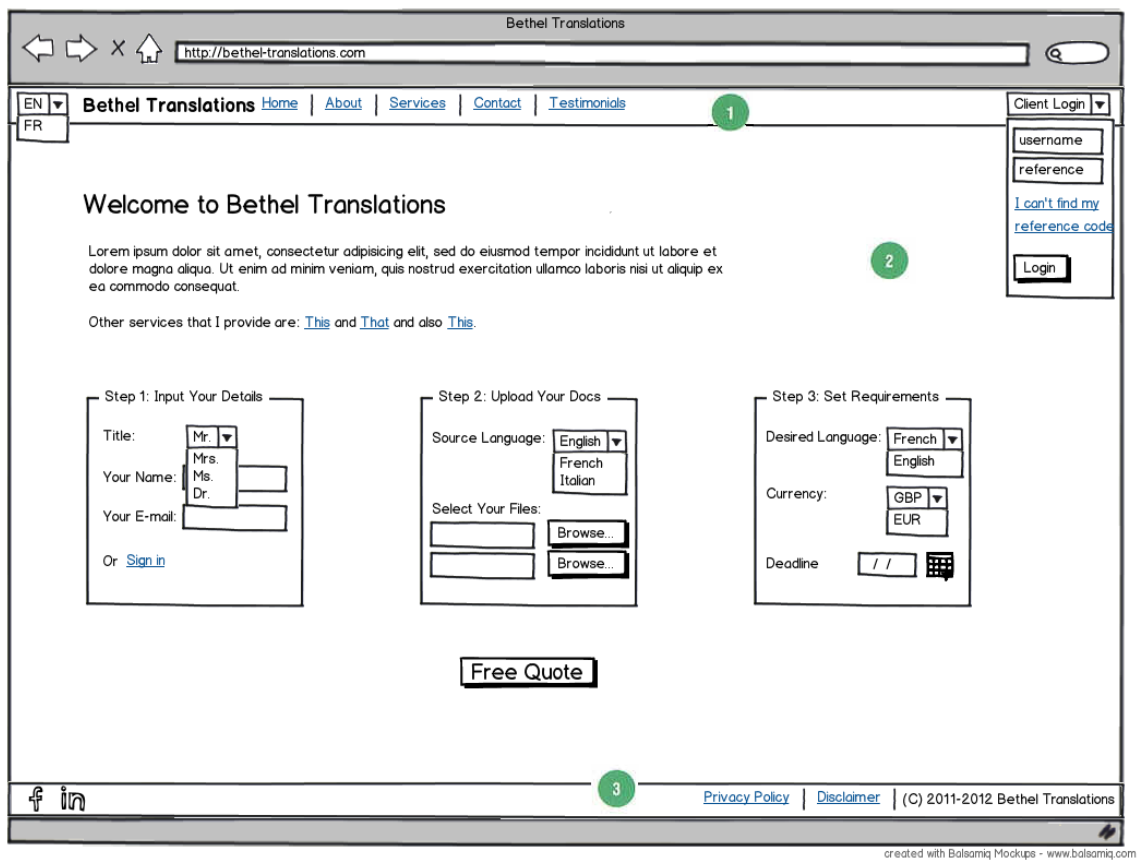 Bethel Translations
http://bethel-translations.com
EN
FR
Bethel Translations Home About Services Contact Testimonials
1
Client Login
username
reference
I can't find my
reference code
Login
Welcome to Bethel Translations
Lorem ipsum dolor sit amet, consectetur adipisicing elit, sed do eiusmod tempor incididunt ut labore et
dolore magna aliqua. Ut enim ad minim veniam, quis nostrud exercitation ullamco laboris nisi ut aliquip ex
ea commodo consequat.
2
Other services that I provide are: This and That and also This.
Step 1: Input Your Details
Title: Mr.
Mrs.
Ms.
Dr.
Your Name:
Your E-mail:
Or Sign in
Step 2: Upload Your Docs
Source Language: English
French
Italian
Select Your Files:
Browse...
Browse...
Step 3: Set Requirements
Desired Language: French
English
Currency: GBP
EUR
Deadline / /
Free Quote
3
f in
Privacy Policy Disclaimer (C) 2011-2012 Bethel Translations
created with Balsamiq Mockups - www.balsamiq.com